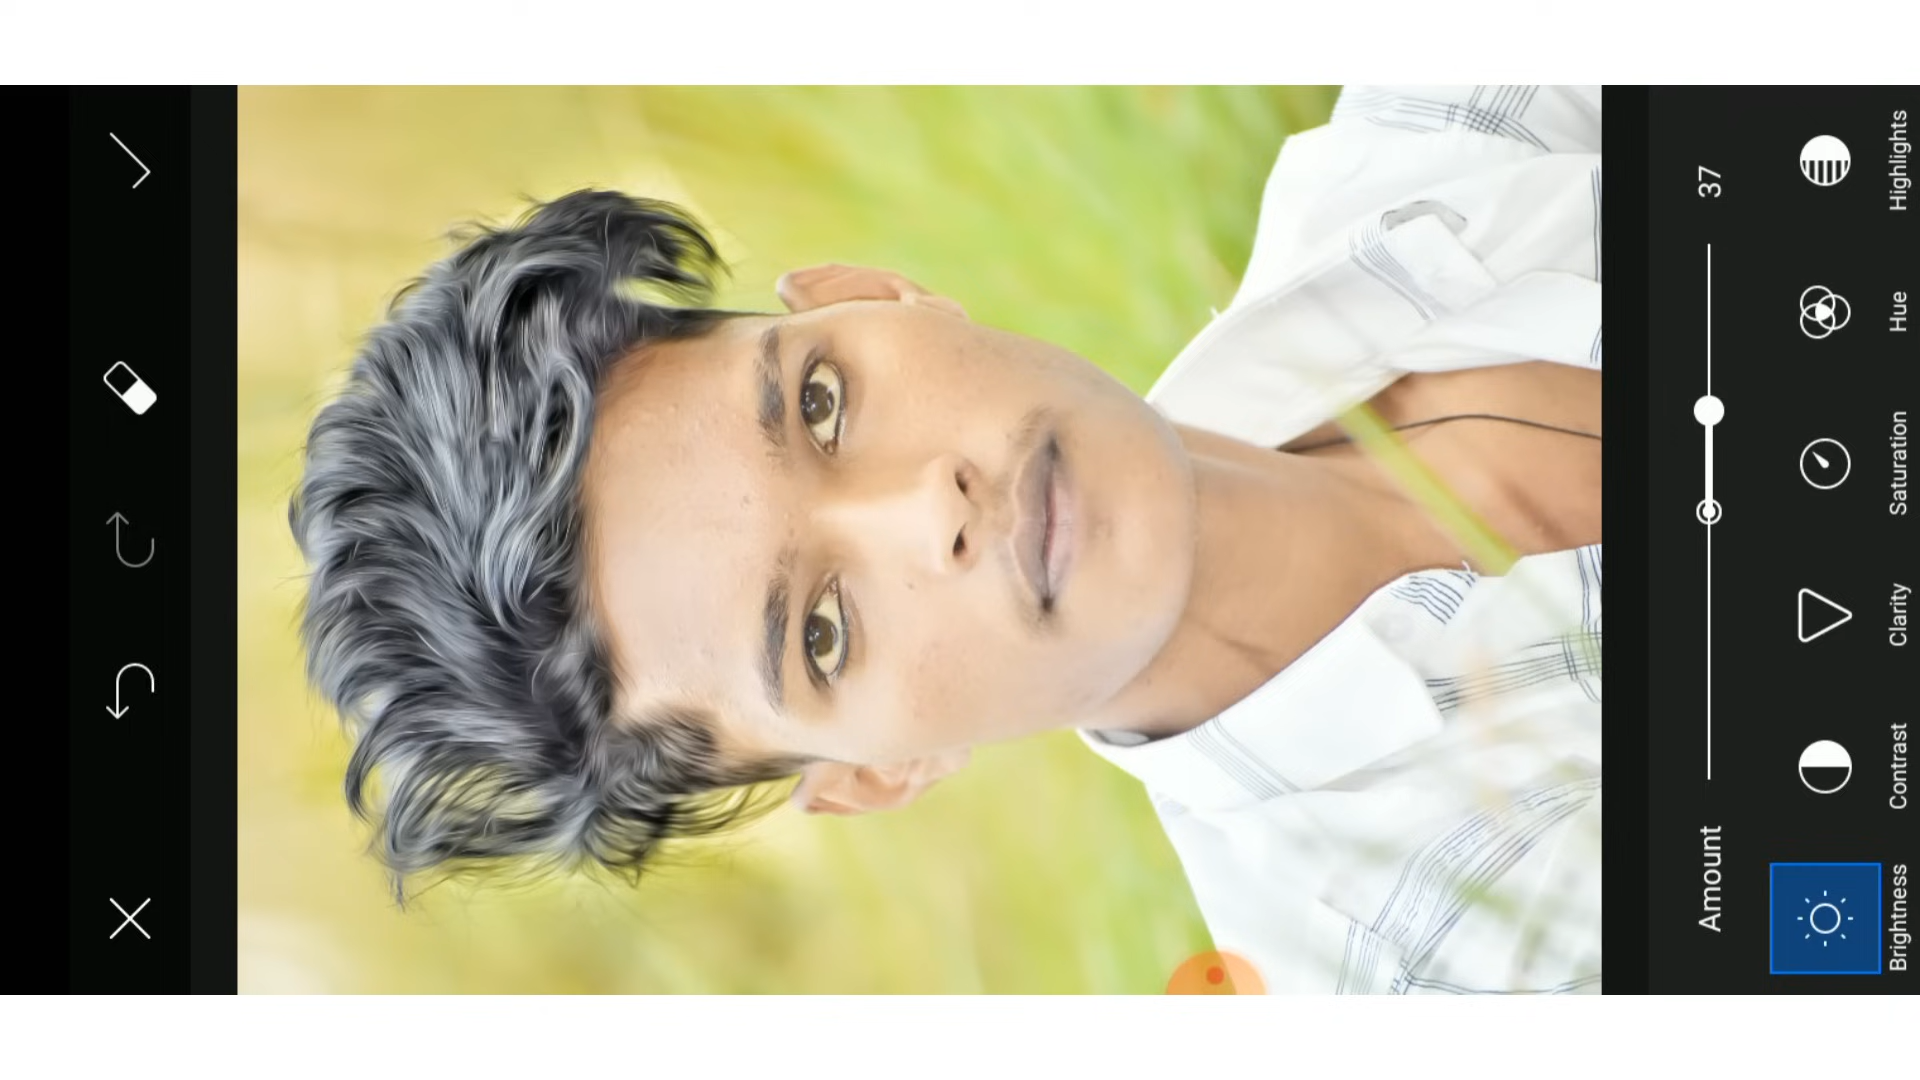 Amount
37
Brightness
Contrast
Clarity
Saturation
Hue
Highlights